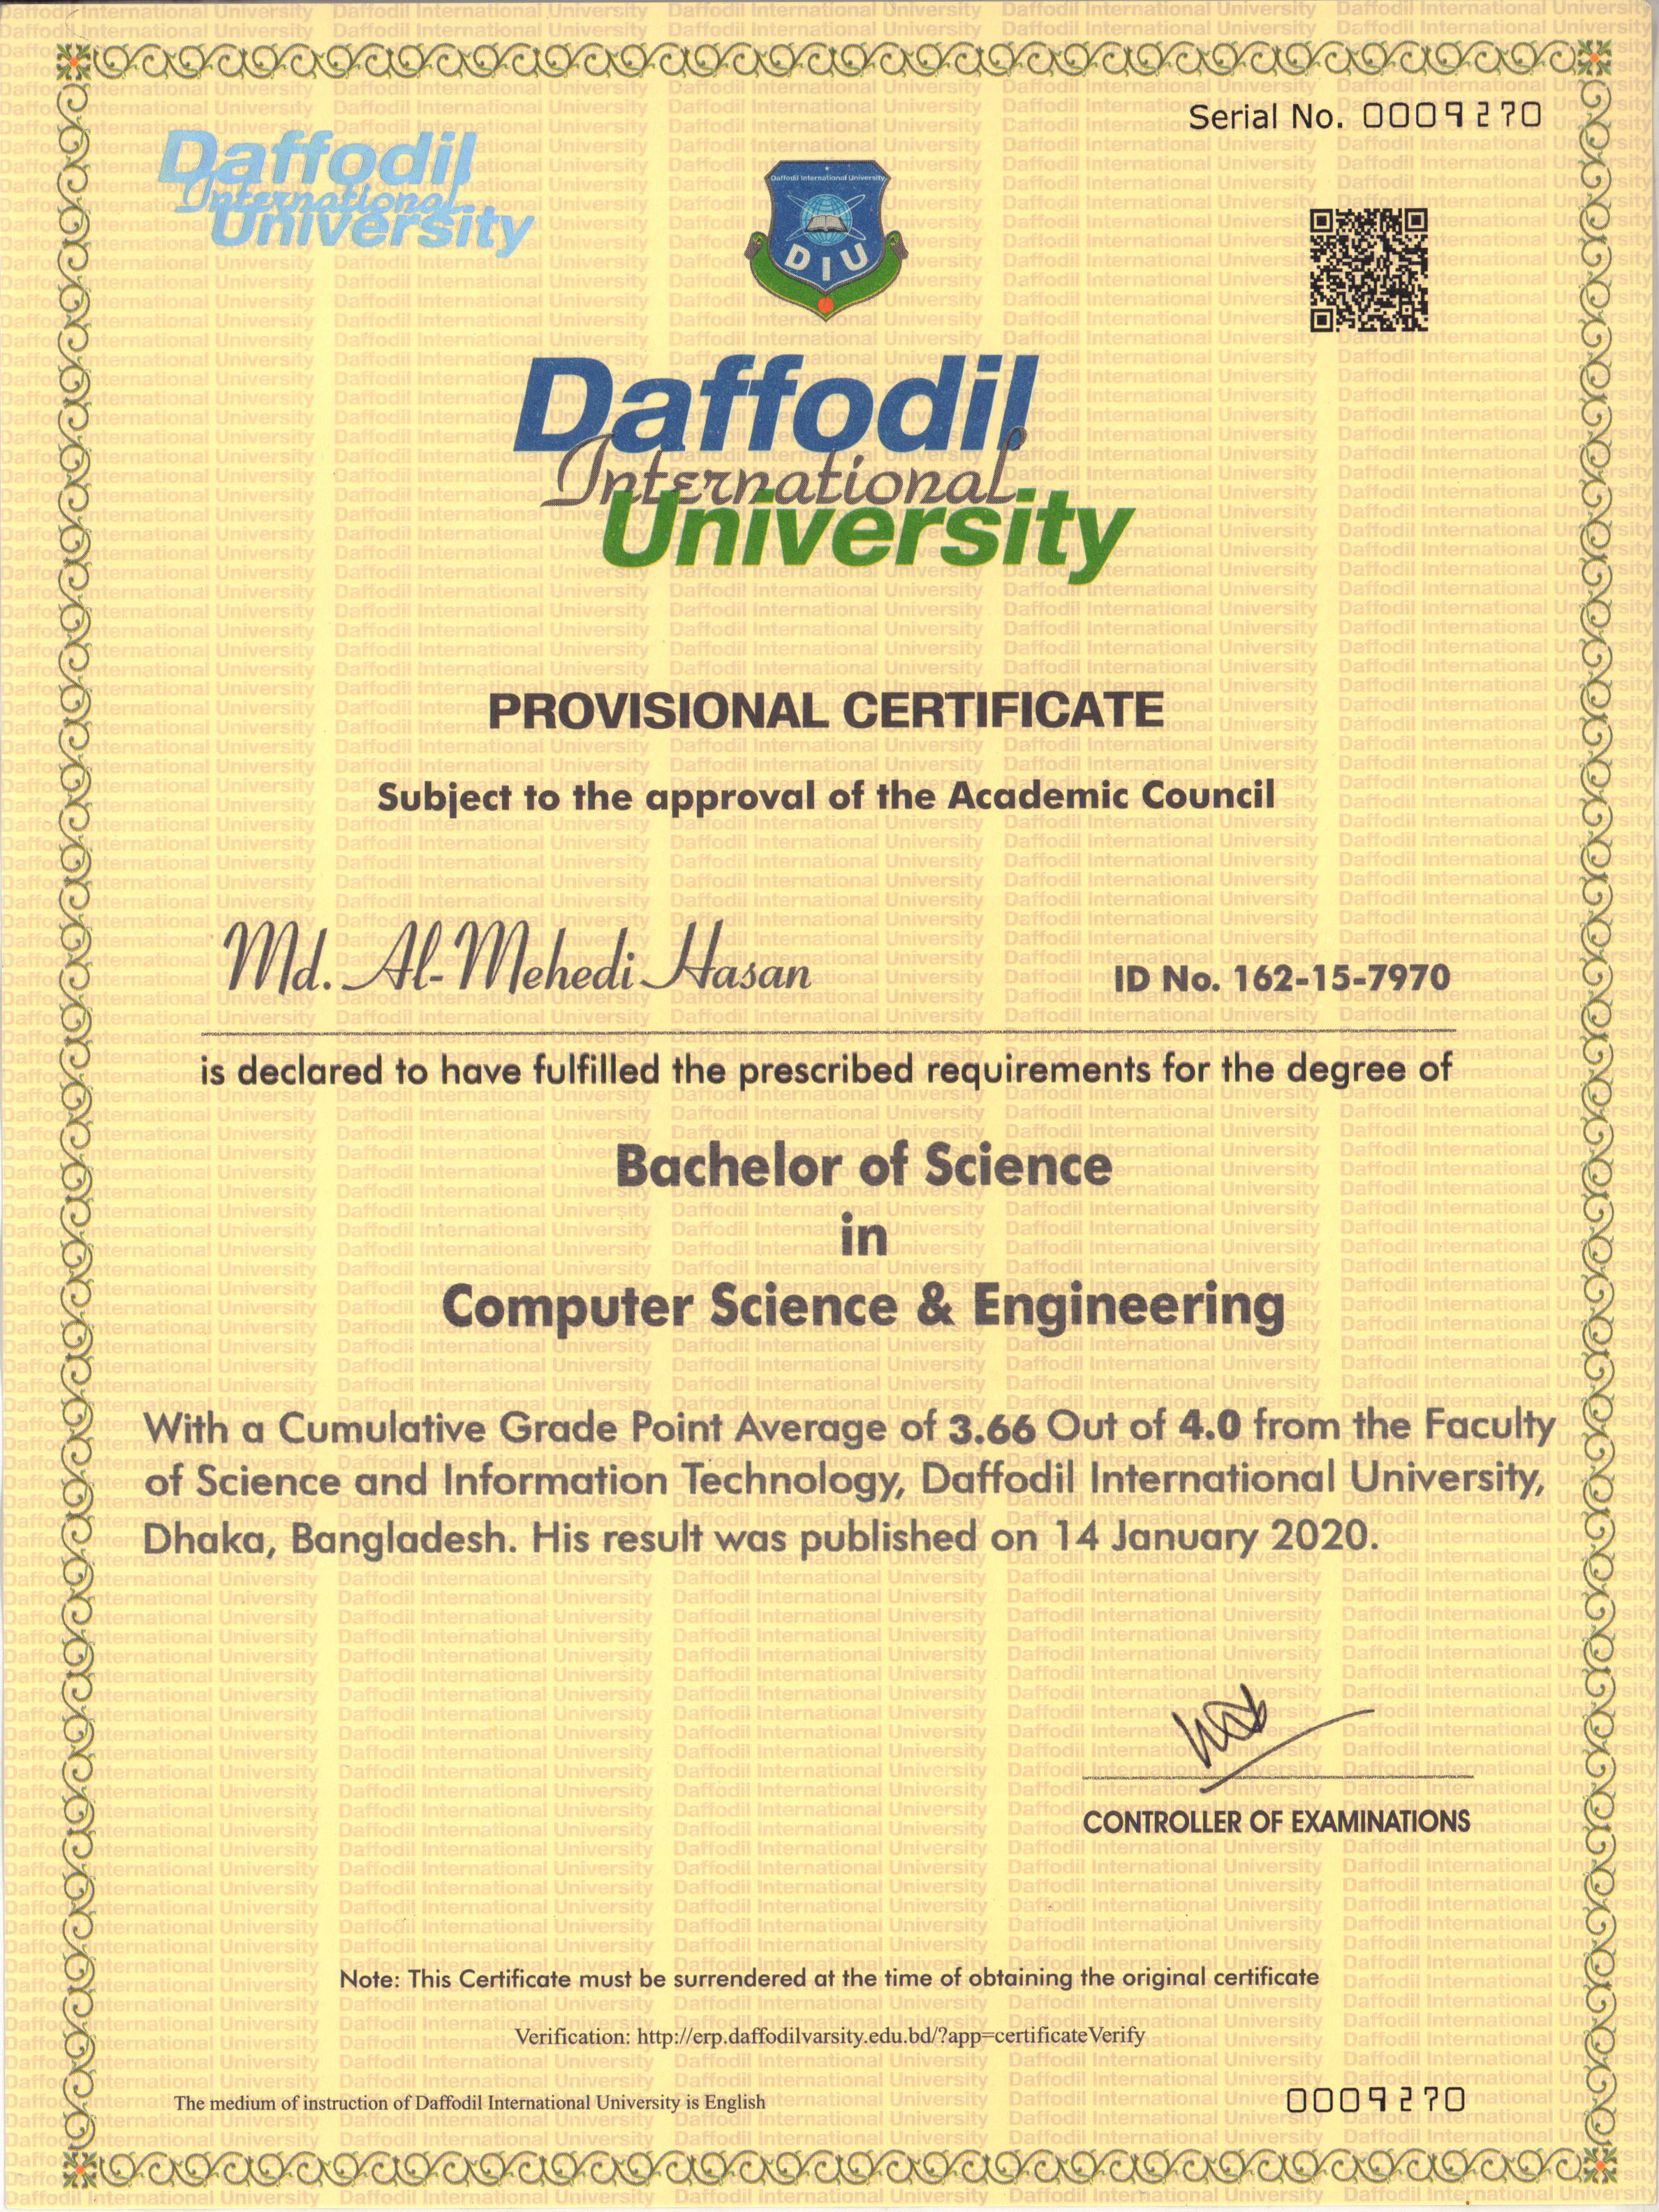 Serial No. 0009270
Daffodil
International
University
Daffodil International University
DIU
Daffodil
International
University
PROVISIONAL CERTIFICATE
Subject to the approval of the Academic Council
Md. Al-Mehedi Hasan ID No. 162-15-7970
is declared to have fulfilled the prescribed requirements for the degree of
Bachelor of Science
in
Computer Science & Engineering
With a Cumulative Grade Point Average of 3.66 Out of 4.0 from the Faculty
of Science and Information Technology, Daffodil International University,
Dhaka, Bangladesh. His result was published on 14 January 2020.
CONTROLLER OF EXAMINATIONS
Note: This Certificate must be surrendered at the time of obtaining the original certificate
Verification: http://erp.daffodilvarsity.edu.bd/?app=certificateVerify
The medium of instruction of Daffodil International University is English
0009270